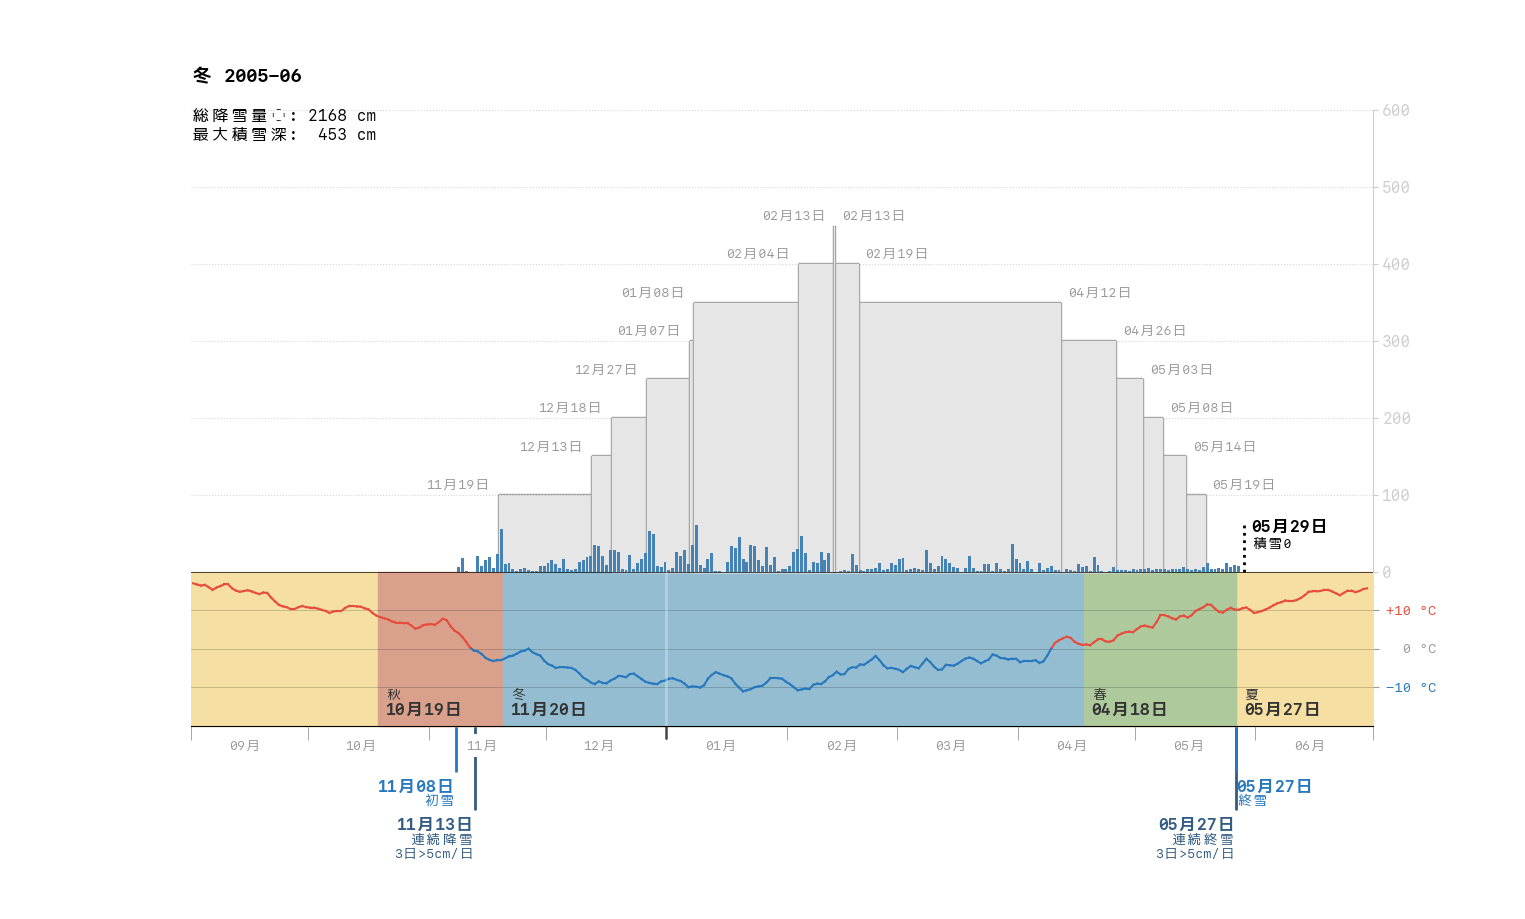 冬 2005–06
総降雪量: 2168 cm
最大積雪深: 453 cm
600
500
02月13日 02月13日
02月04日 02月19日
400
01月08日 04月12日
01月07日 04月26日
300
12月27日 05月03日
12月18日 05月08日
200
12月13日 05月14日
11月19日 05月19日
100
05月29日
積雪0
0
+10 °C
0 °C
−10 °C
秋 冬 春 夏
10月19日 11月20日 04月18日 05月27日
09月 10月 11月 12月 01月 02月 03月 04月 05月 06月
11月08日
初雪
05月27日
終雪
11月13日
連続降雪
3日>5cm/日
05月27日
連続終雪
3日>5cm/日